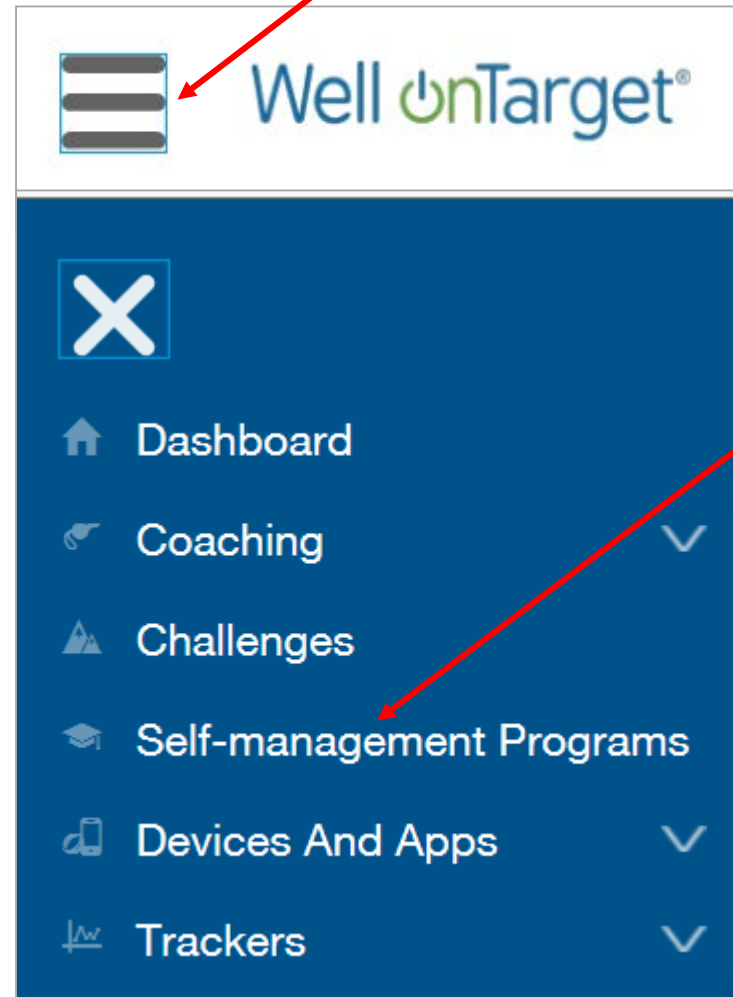 Well onTarget®
Dashboard
Coaching
Challenges
Self-management Programs
Devices And Apps
Trackers